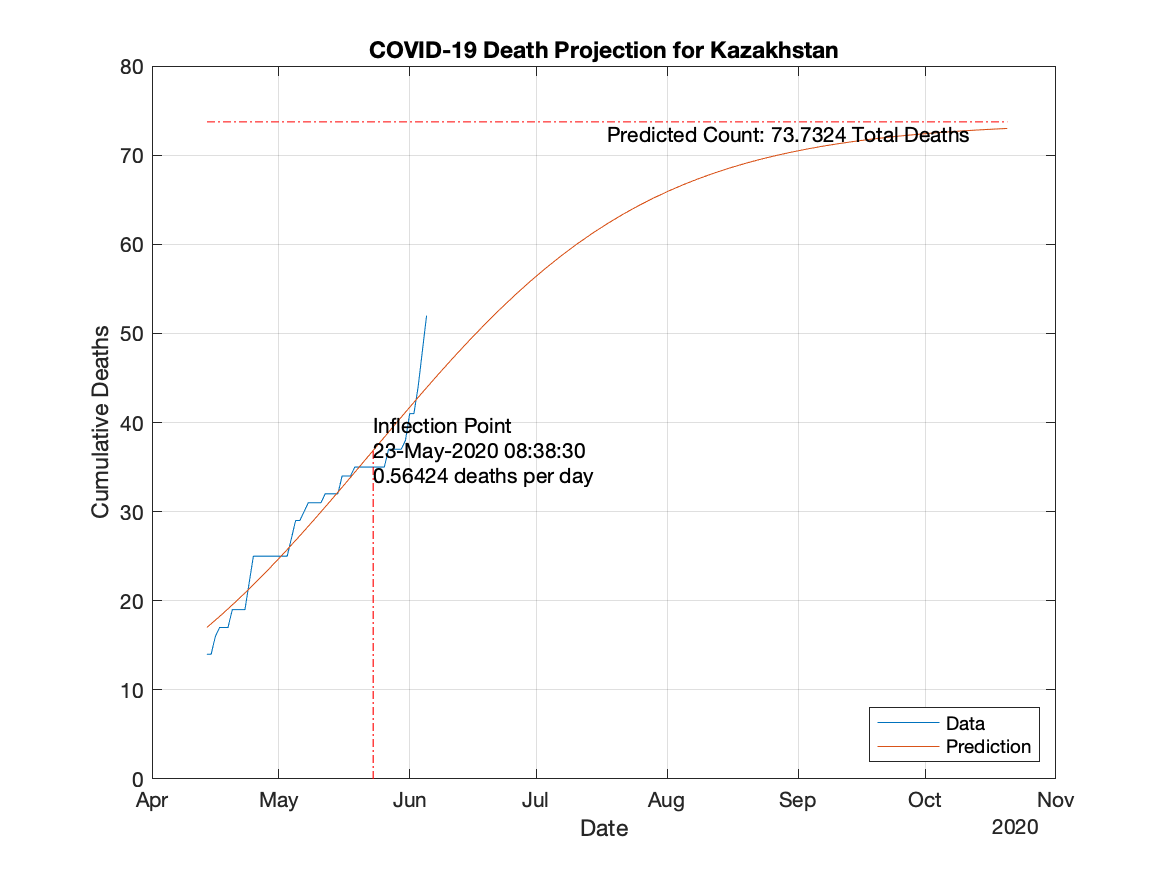 COVID-19 Death Projection for Kazakhstan
80
70
60
50
40
30
20
10
0
Cumulative Deaths
Predicted Count: 73.7324 Total Deaths
Inflection Point
23-May-2020 08:38:30
0.56424 deaths per day
Data
Prediction
Apr May Jun Jul Aug Sep Oct Nov
Date
2020